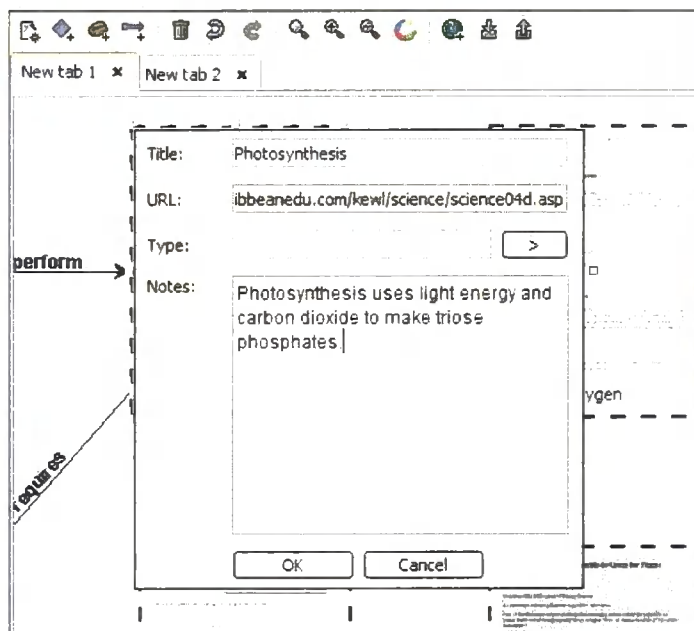 New tab 1 ×
New tab 2 ×
Title: Photosynthesis
URL: ibbeanedu.com/kewl/science/science04d.asp
Type: >
perform
Notes: Photosynthesis uses light energy and
carbon dioxide to make triose
phosphates.
ygen
requires
OK
Cancel